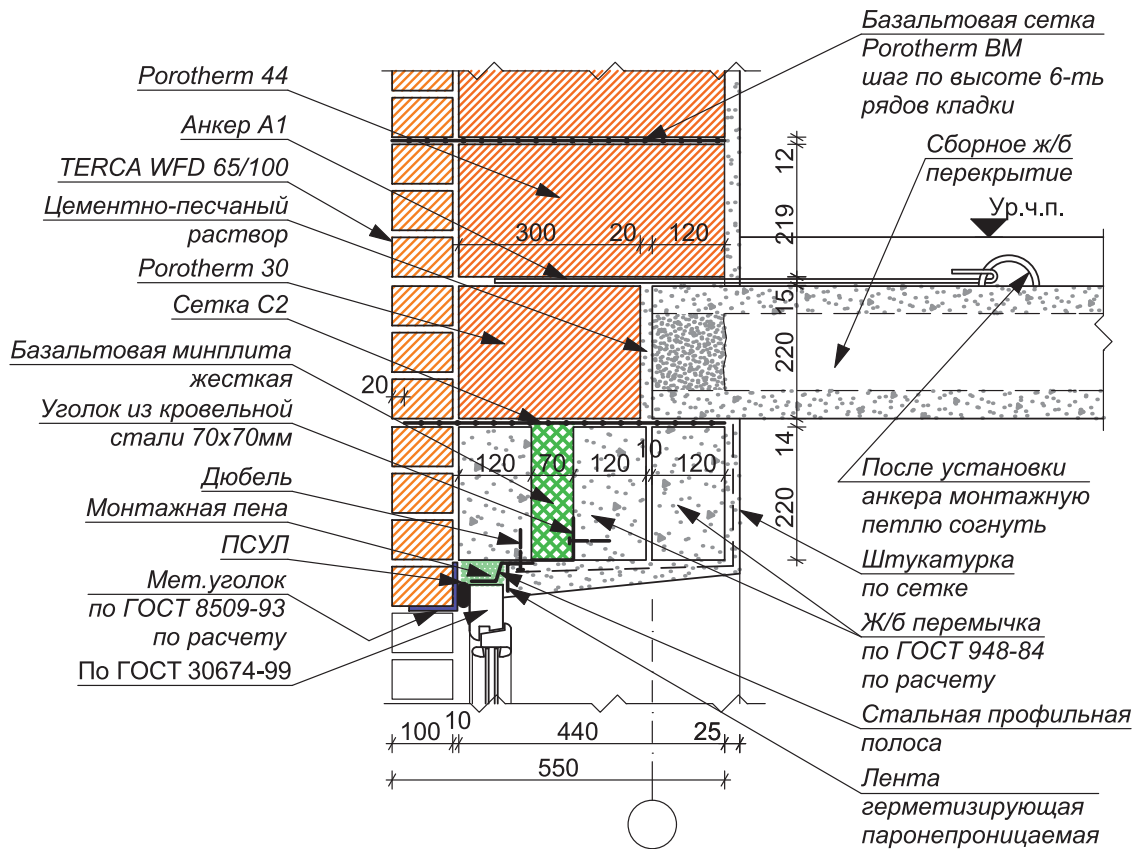 Porotherm 44
Анкер А1
TERCA WFD 65/100
Цементно-песчаный
раствор
Porotherm 30
Сетка С2
Базальтовая минплита
жесткая
Уголок из кровельной
стали 70х70мм
Дюбель
Монтажная пена
ПСУЛ
Мет.уголок
по ГОСТ 8509-93
по расчету
По ГОСТ 30674-99
Базальтовая сетка
Porotherm BM
шаг по высоте 6-ть
рядов кладки
Сборное ж/б
перекрытие
Ур.ч.п.
После установки
анкера монтажную
петлю согнуть
Штукатурка
по сетке
Ж/б перемычка
по ГОСТ 948-84
по расчету
Стальная профильная
полоса
Лента
герметизирующая
паронепроницаемая
300 20 120
20
120 70 120 10 120
12
219
15
220
14
220
100 10 440 25
550